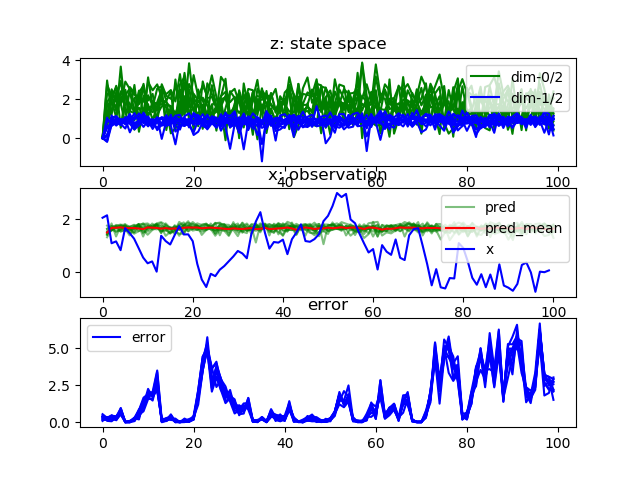 z: state space
4
2
0
dim-0/2
dim-1/2
0 20 40 60 80 100
x: observation
2
0
pred
pred_mean
x
0 20 40 60 80 100
error
5.0
2.5
0.0
error
0 20 40 60 80 100